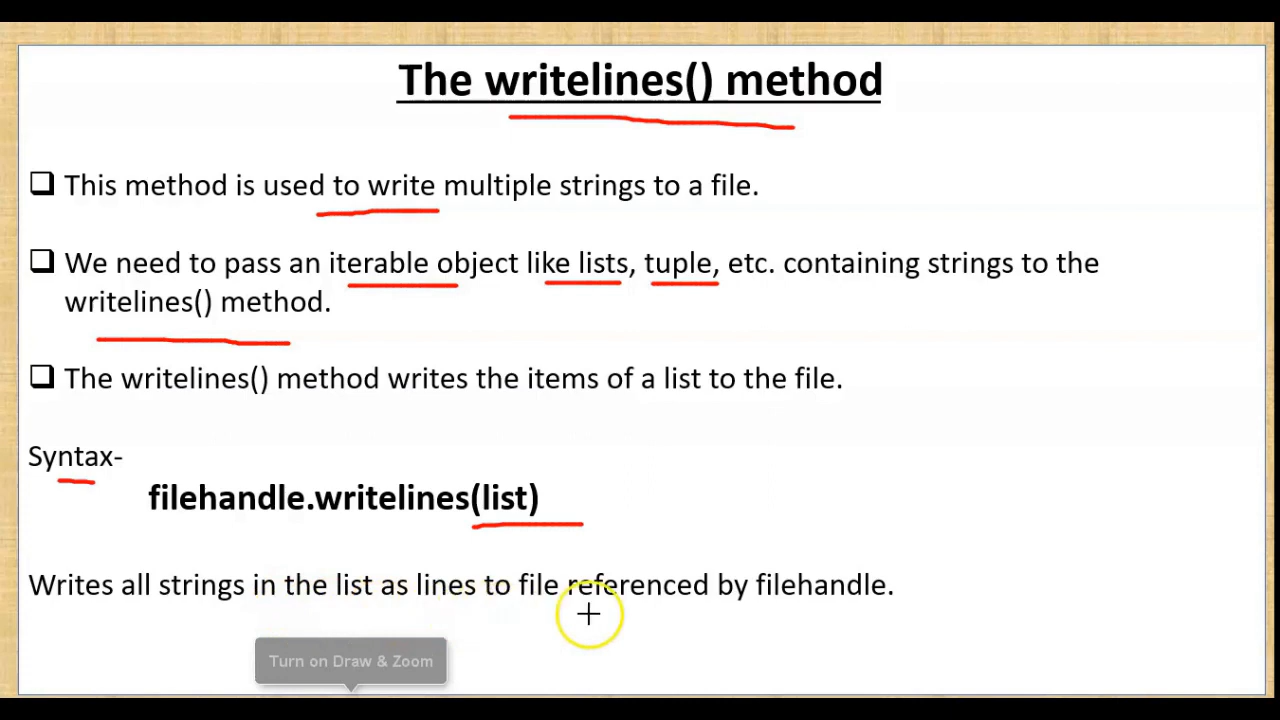 The writelines() method
This method is used to write multiple strings to a file.
We need to pass an iterable object like lists, tuple, etc. containing strings to the
writelines() method.
The writelines() method writes the items of a list to the file.
Syntax-
filehandle.writelines(list)
Writes all strings in the list as lines to file referenced by filehandle.
Turn on Draw & Zoom